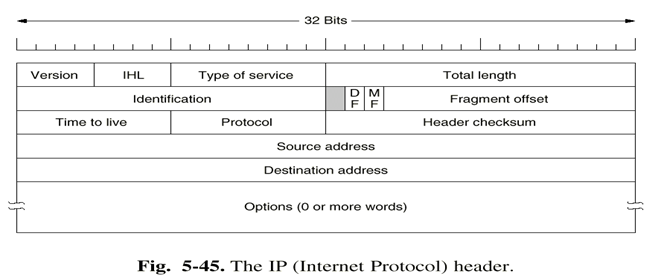 32 Bits
Version IHL Type of service Total length
Identification D F M F Fragment offset
Time to live Protocol Header checksum
Source address
Destination address
Options (0 or more words)
Fig. 5-45. The IP (Internet Protocol) header.